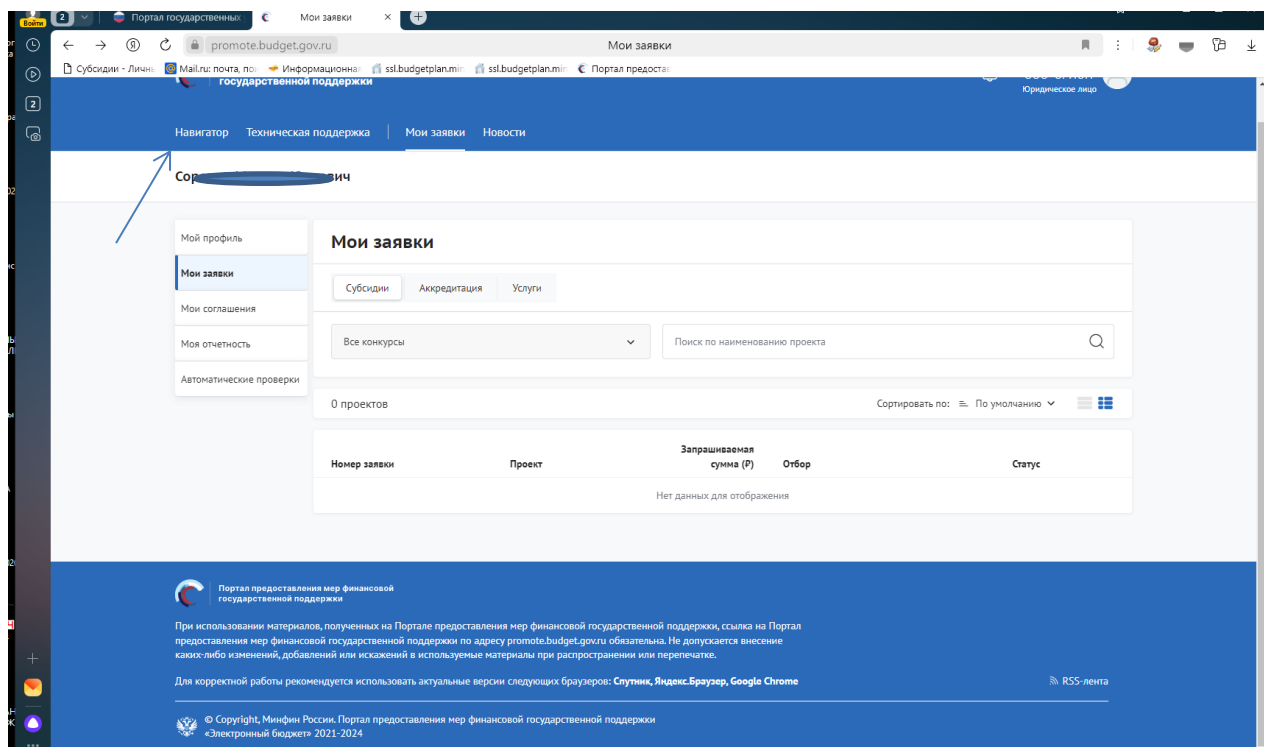 Войти
2
Портал государственных
Мои заявки
promote.budget.gov.ru
Мои заявки
Субсидии - Личн
Mail.ru: почта, по
Информационна
ssl.budgetplan.min
ssl.budgetplan.min
Портал предостав
государственной поддержки
Юридическое лицо
2
Навигатор
Техническая поддержка
Мои заявки
Новости
Мой профиль
Мои заявки
Мои соглашения
Моя отчетность
Автоматические проверки
Мои заявки
Субсидии
Аккредитация
Услуги
Все конкурсы
Поиск по наименованию проекта
0 проектов
Сортировать по:
По умолчанию
Номер заявки
Проект
Запрашиваемая
сумма (₽)
Отбор
Статус
Нет данных для отображения
Портал предоставления мер финансовой
государственной поддержки
При использовании материалов, полученных на Портале предоставления мер финансовой государственной поддержки, ссылка на Портал
предоставления мер финансовой государственной поддержки по адресу promote.budget.gov.ru обязательна. Не допускается внесение
каких-либо изменений, добавлений или искажений в используемые материалы при распространении или перепечатке.
Для корректной работы рекомендуется использовать актуальные версии следующих браузеров: Спутник, Яндекс.Браузер, Google Chrome
RSS-лента
© Copyright, Минфин России. Портал предоставления мер финансовой государственной поддержки
«Электронный бюджет» 2021-2024